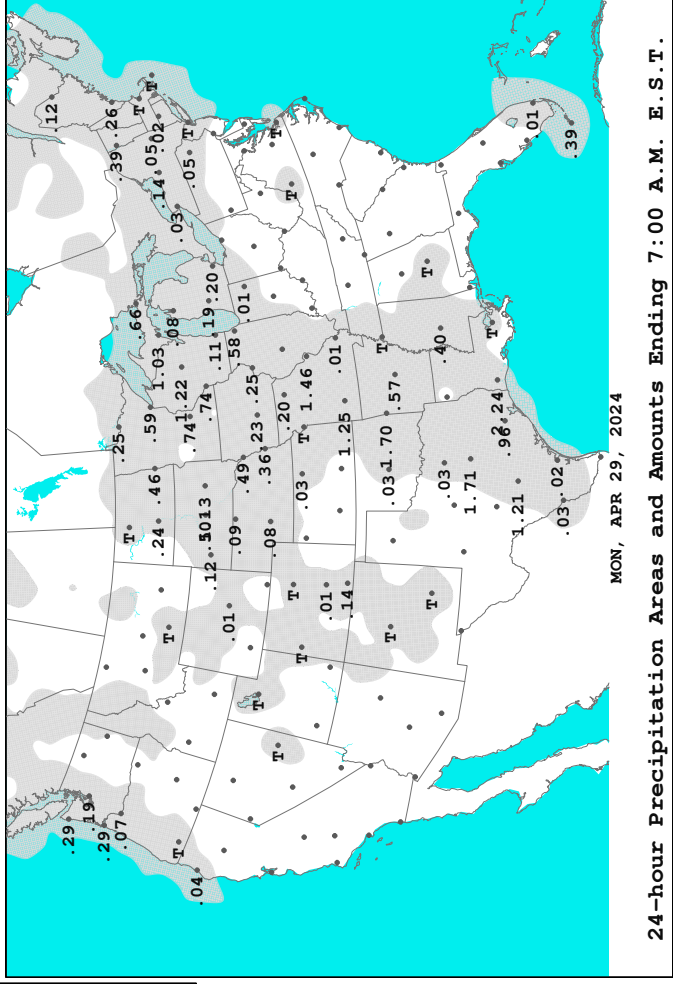 .12
.29
.19
.29
.26
.39
.25
.07
T
.66
T
.59
.05
T
.46
.24
1.03
.14
.02
T
.08
.03
T
1.22
T
.74
.05
.04
.50
.13
.74
.19
.12
.20
.11
.01
.58
.09
.49
.01
.25
.23
T
.36
.08
T
T
.20
T
T
T
.03
T
1.46
.01
.01
1.25
.14
T
1.70
.03
T
.57
T
T
.40
.03
1.71
T
2.24
.96
1.21
.01
.02
.03
.39
MON, APR 29, 2024
24-hour Precipitation Areas and Amounts Ending 7:00 A.M. E.S.T.